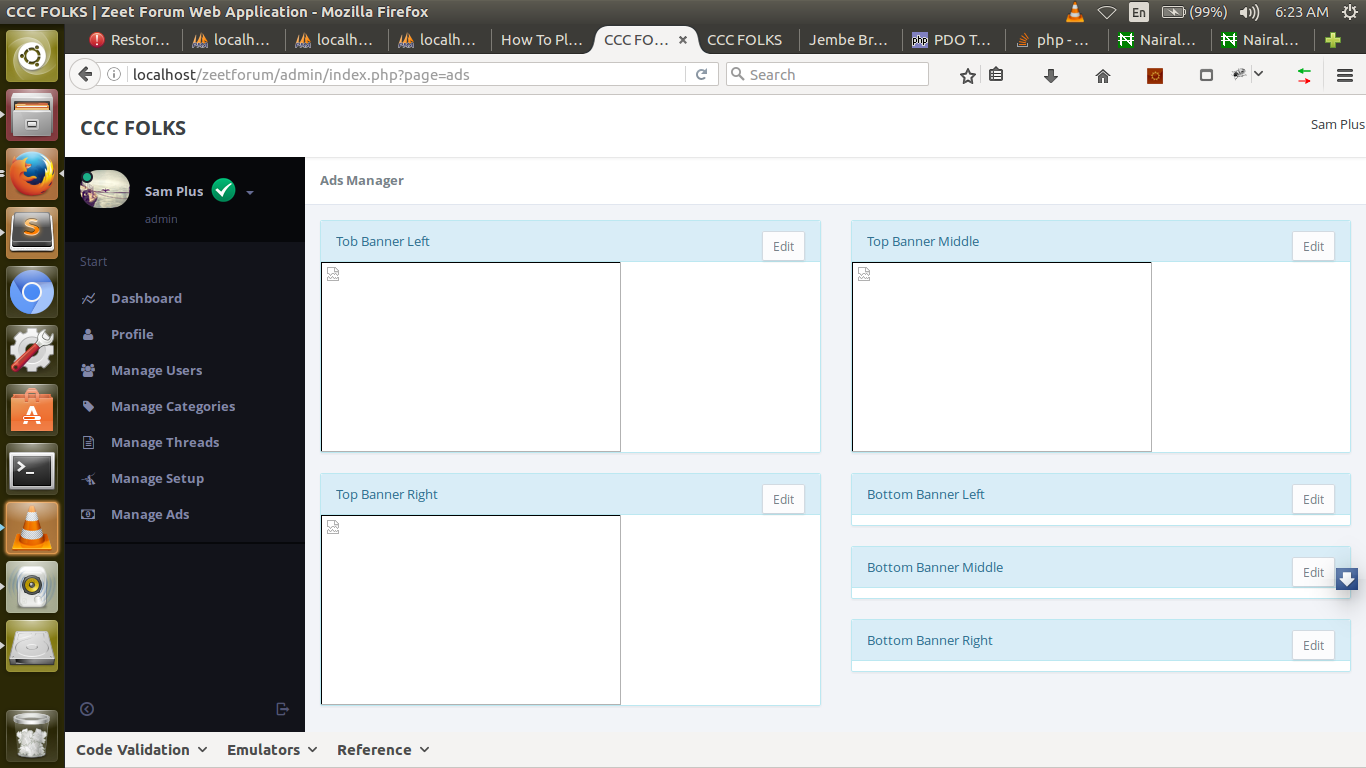 CCC FOLKS | Zeet Forum Web Application - Mozilla Firefox
En (99%) 6:23 AM
Restor... localh... localh... localh... How To Pl... CCC FO... CCC FOLKS Jembe Br... PDO T... php - ... Nairal... Nairal...
localhost/zeetforum/admin/index.php?page=ads
Search
CCC FOLKS
Sam Plus
Sam Plus
admin
Start
Dashboard
Profile
Manage Users
Manage Categories
Manage Threads
Manage Setup
Manage Ads
Ads Manager
Tob Banner Left Edit
Top Banner Middle Edit
Top Banner Right Edit
Bottom Banner Left Edit
Bottom Banner Middle Edit
Bottom Banner Right Edit
Code Validation Emulators Reference